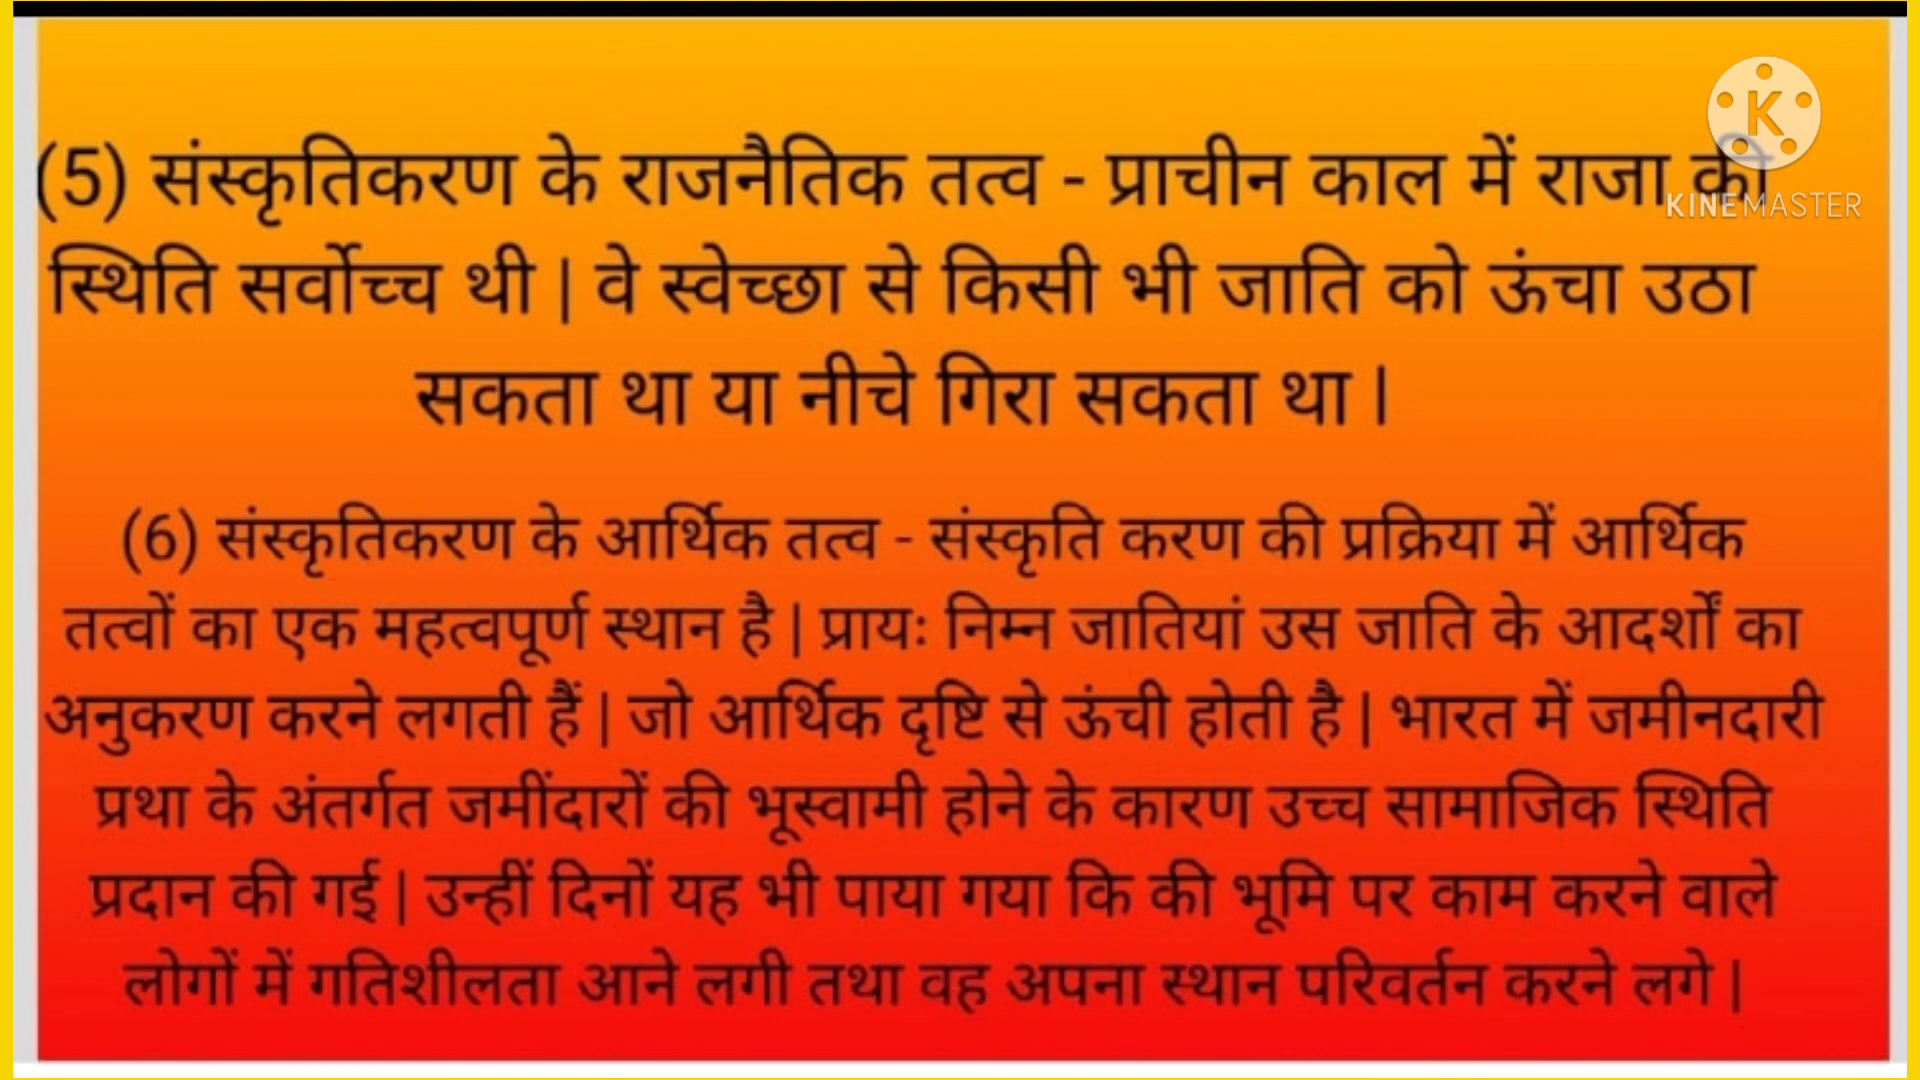 (5) संस्कृतिकरण के राजनैतिक तत्व - प्राचीन काल में राजा की
स्थिति सर्वोच्च थी | वे स्वेच्छा से किसी भी जाति को ऊंचा उठा
सकता था या नीचे गिरा सकता था l
(6) संस्कृतिकरण के आर्थिक तत्व - संस्कृति करण की प्रक्रिया में आर्थिक
तत्वों का एक महत्वपूर्ण स्थान है | प्रायः निम्न जातियां उस जाति के आदर्शों का
अनुकरण करने लगती हैं | जो आर्थिक दृष्टि से ऊंची होती है | भारत में जमीनदारी
प्रथा के अंतर्गत जमींदारों की भूस्वामी होने के कारण उच्च सामाजिक स्थिति
प्रदान की गई | उन्हीं दिनों यह भी पाया गया कि की भूमि पर काम करने वाले
लोगों में गतिशीलता आने लगी तथा वह अपना स्थान परिवर्तन करने लगे |
K
KINEMASTER